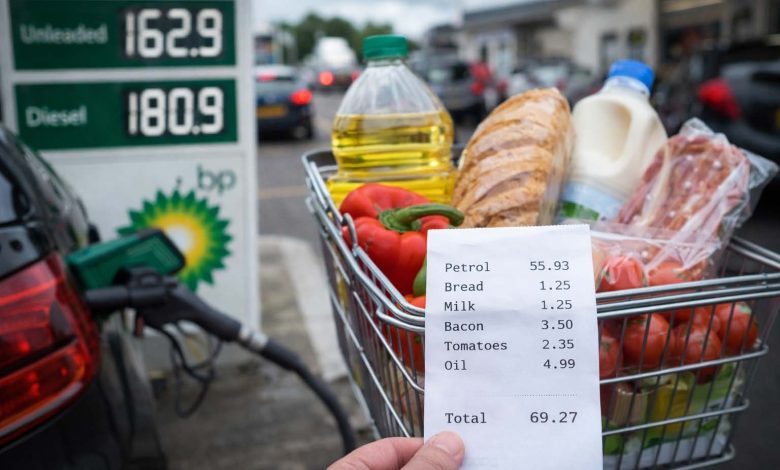 Unleaded 162.9
Diesel 180.9
bp
Petrol 55.93
Bread 1.25
Milk 1.25
Bacon 3.50
Tomatoes 2.35
Oil 4.99
Total 69.27